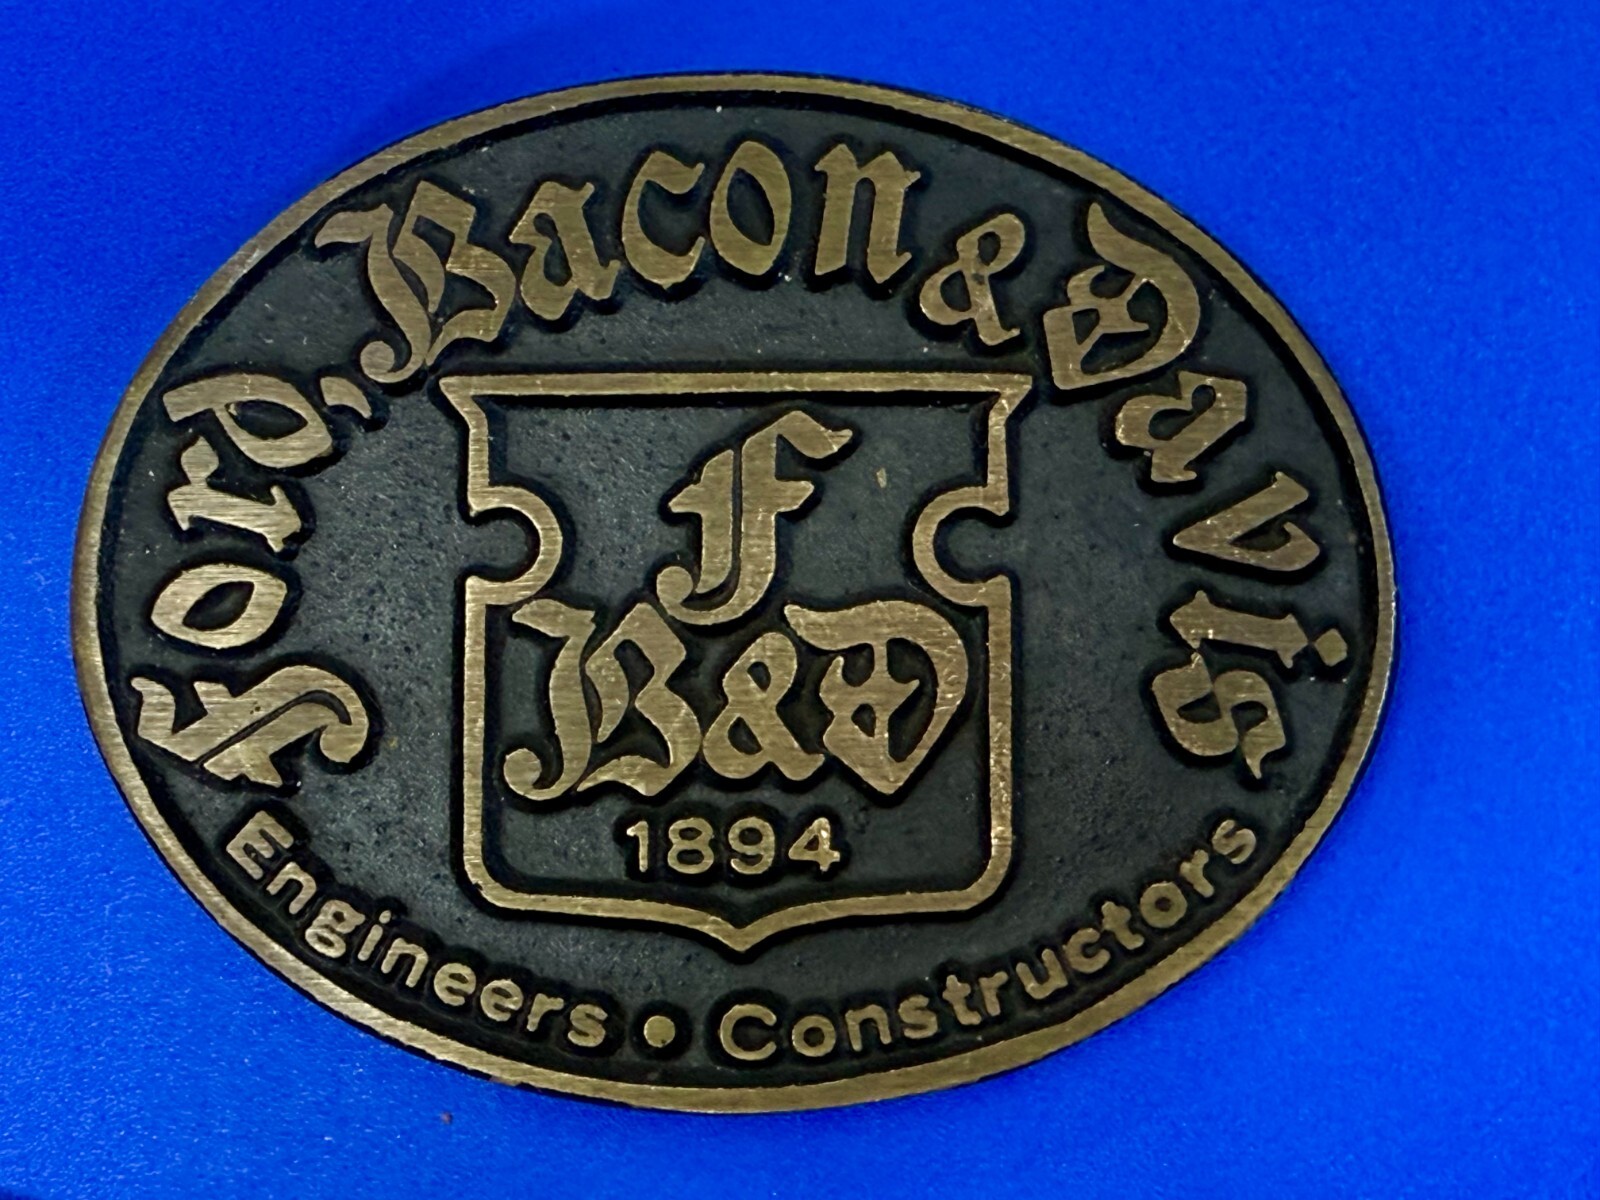 Ford, Bacon & Davis
F
B&D
1894
Engineers • Constructors